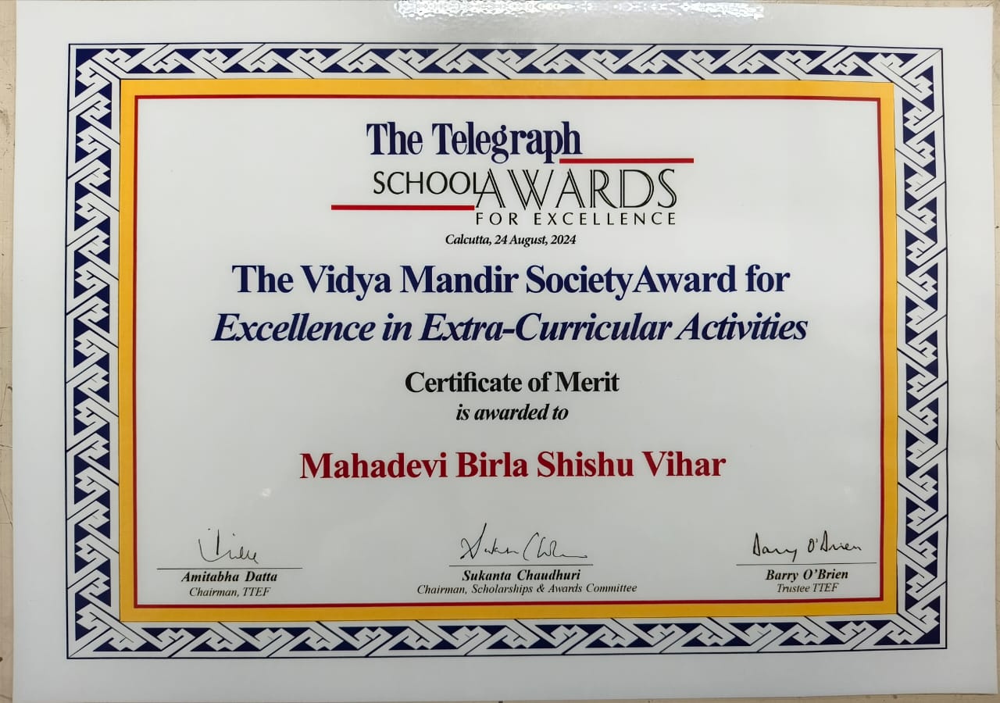 The Telegraph
SCHOOL AWARDS
FOR EXCELLENCE
Calcutta, 24 August, 2024
The Vidya Mandir SocietyAward for
Excellence in Extra-Curricular Activities
Certificate of Merit
is awarded to
Mahadevi Birla Shishu Vihar
Barry O'Brien
Amitabha Datta
Chairman, TTEF
Sukanta Chaudhuri
Chairman, Scholarships & Awards Committee
Barry O’Brien
Trustee TTEF